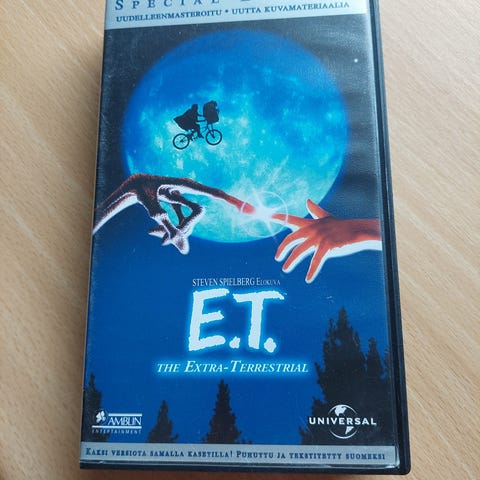 SPECIAL
UUDELLEENMASTEROITU • UUTTA KUVAMATERIAALIA
STEVEN SPIELBERG ELOKUVA
E.T.
THE EXTRA-TERRESTRIAL
AMBLIN
ENTERTAINMENT
UNIVERSAL
KAKSI VERSIOTA SAMALLA KASETILLA! PUHUTTU JA TEKSTITETTY SUOMEKSI